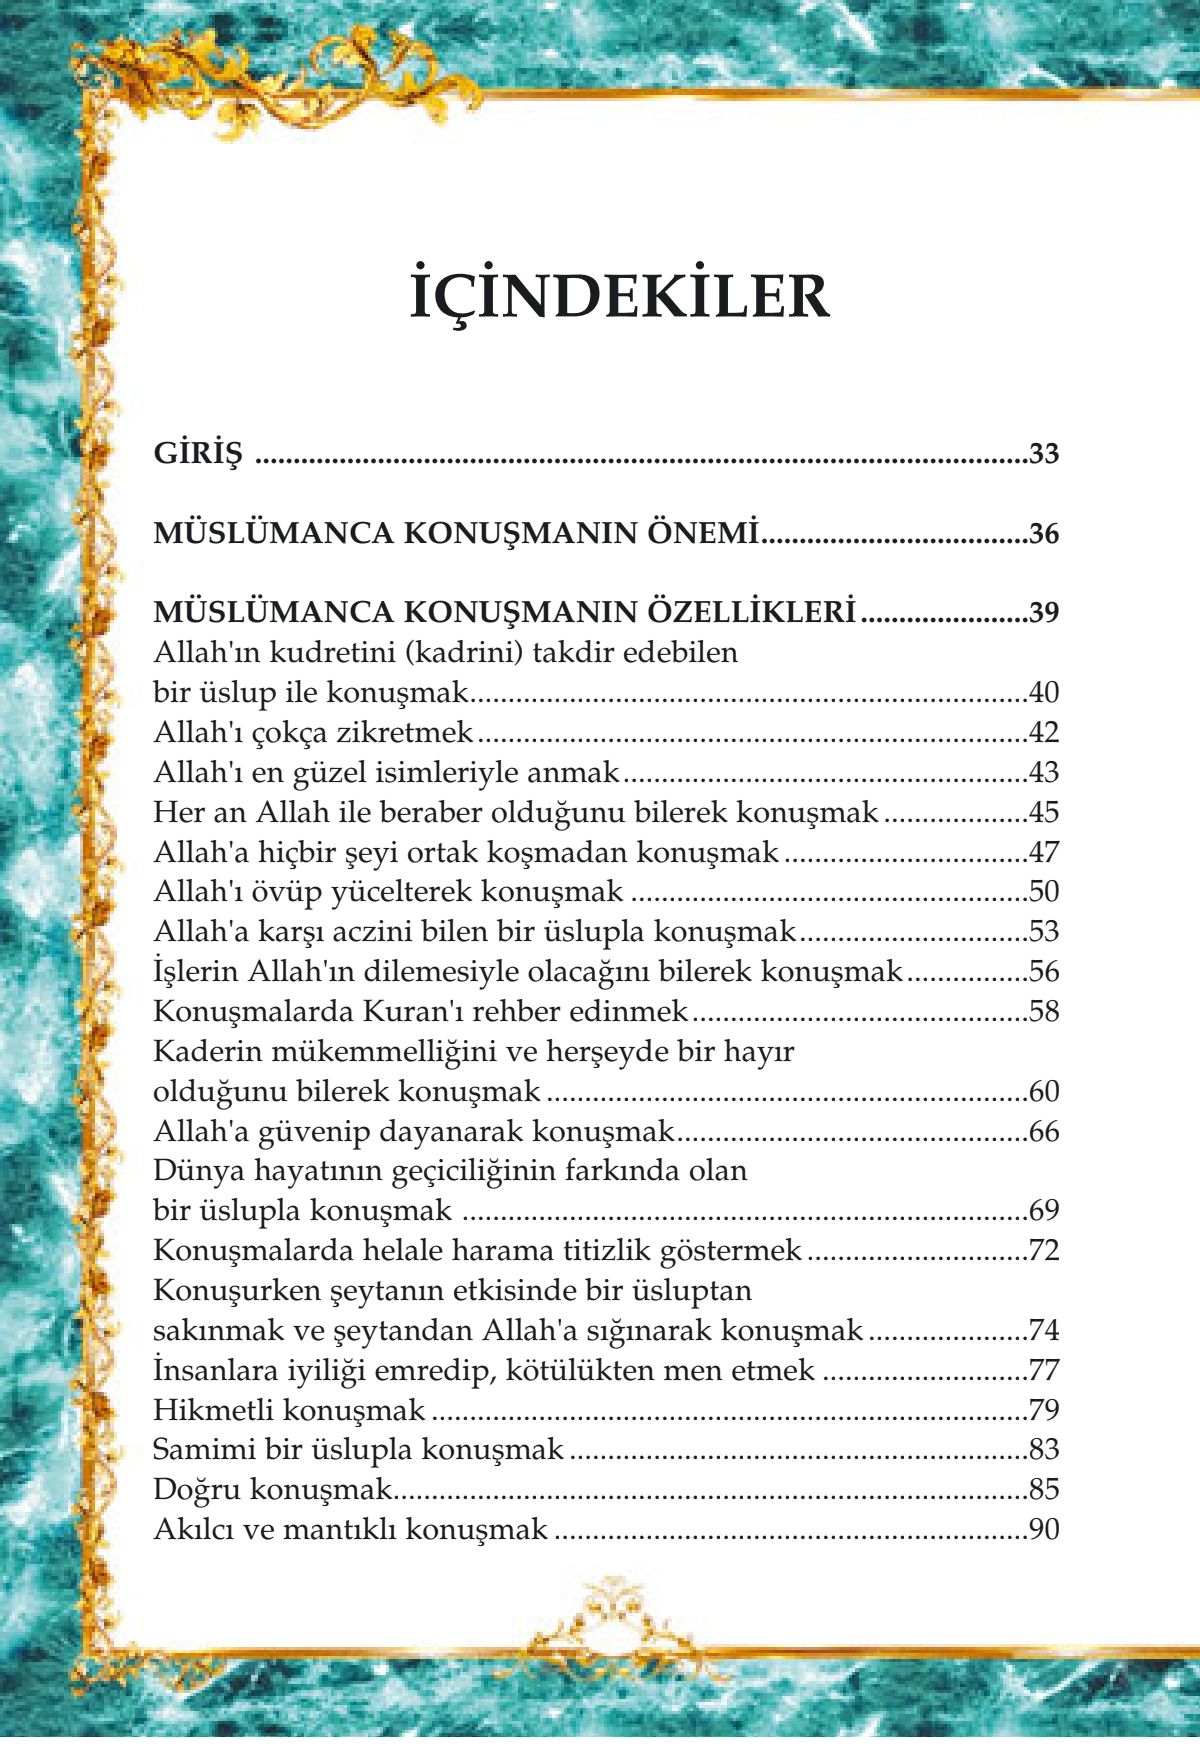 İÇİNDEKİLER
GİRİŞ .....................................................................................................33
MÜSLÜMANCA KONUŞMANIN ÖNEMİ...................................36
MÜSLÜMANCA KONUŞMANIN ÖZELLİKLERİ......................39
Allah'ın kudretini (kadrini) takdir edebilen
bir üslup ile konuşmak.........................................................................40
Allah'ı çokça zikretmek........................................................................42
Allah'ı en güzel isimleriyle anmak.....................................................43
Her an Allah ile beraber olduğunu bilerek konuşmak...................45
Allah'a hiçbir şeyi ortak koşmadan konuşmak................................47
Allah'ı övüp yücelterek konuşmak ....................................................50
Allah'a karşı aczini bilen bir üslupla konuşmak..............................53
İşlerin Allah'ın dilemesiyle olacağını bilerek konuşmak................56
Konuşmalarda Kuran'ı rehber edinmek............................................58
Kaderin mükemmelliğini ve herşeyde bir hayır
olduğunu bilerek konuşmak...............................................................60
Allah'a güvenip dayanarak konuşmak..............................................66
Dünya hayatının geçiciliğinin farkında olan
bir üslupla konuşmak ..........................................................................69
Konuşmalarda helale harama titizlik göstermek.............................72
Konuşurken şeytanın etkisinde bir üsluptan
sakınmak ve şeytandan Allah'a sığınarak konuşmak.....................74
İnsanlara iyiliği emredip, kötülükten men etmek ...........................77
Hikmetli konuşmak..............................................................................79
Samimi bir üslupla konuşmak............................................................83
Doğru konuşmak...................................................................................85
Akılcı ve mantıklı konuşmak..............................................................90